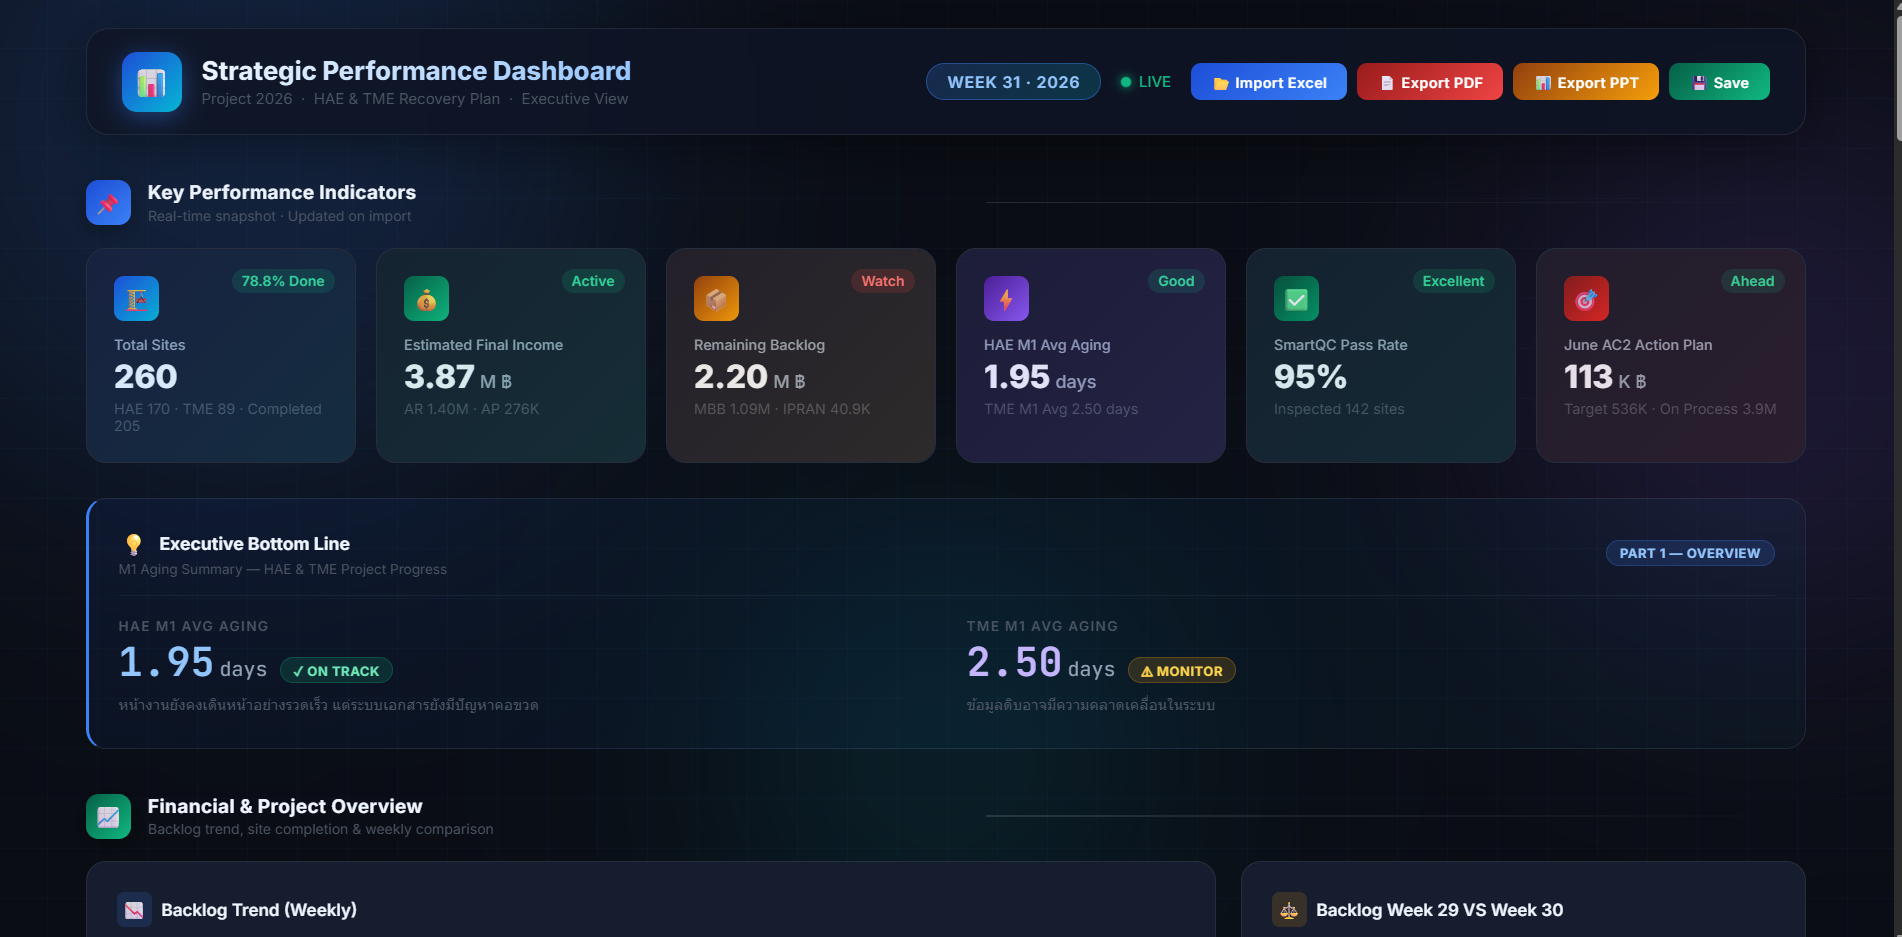 Strategic Performance Dashboard
Project 2026 · HAE & TME Recovery Plan · Executive View
WEEK 31 · 2026
LIVE
Import Excel
Export PDF
Export PPT
Save
Key Performance Indicators
Real-time snapshot · Updated on import
78.8% Done
Total Sites
260
HAE 170 · TME 89 · Completed
205
Active
Estimated Final Income
3.87 M ฿
AR 1.40M · AP 276K
Watch
Remaining Backlog
2.20 M ฿
MBB 1.09M · IPRAN 40.9K
Good
HAE M1 Avg Aging
1.95 days
TME M1 Avg 2.50 days
Excellent
SmartQC Pass Rate
95%
Inspected 142 sites
Ahead
June AC2 Action Plan
113 K ฿
Target 536K · On Process 3.9M
Executive Bottom Line
M1 Aging Summary — HAE & TME Project Progress
PART 1 — OVERVIEW
HAE M1 AVG AGING
1.95 days
✓ ON TRACK
หน้างานยังคงเดินหน้าอย่างรวดเร็ว แต่ระบบเอกสารยังมีปัญหาคอขวด
TME M1 AVG AGING
2.50 days
⚠ MONITOR
ข้อมูลดิบอาจมีความคลาดเคลื่อนในระบบ
Financial & Project Overview
Backlog trend, site completion & weekly comparison
Backlog Trend (Weekly)
Backlog Week 29 VS Week 30